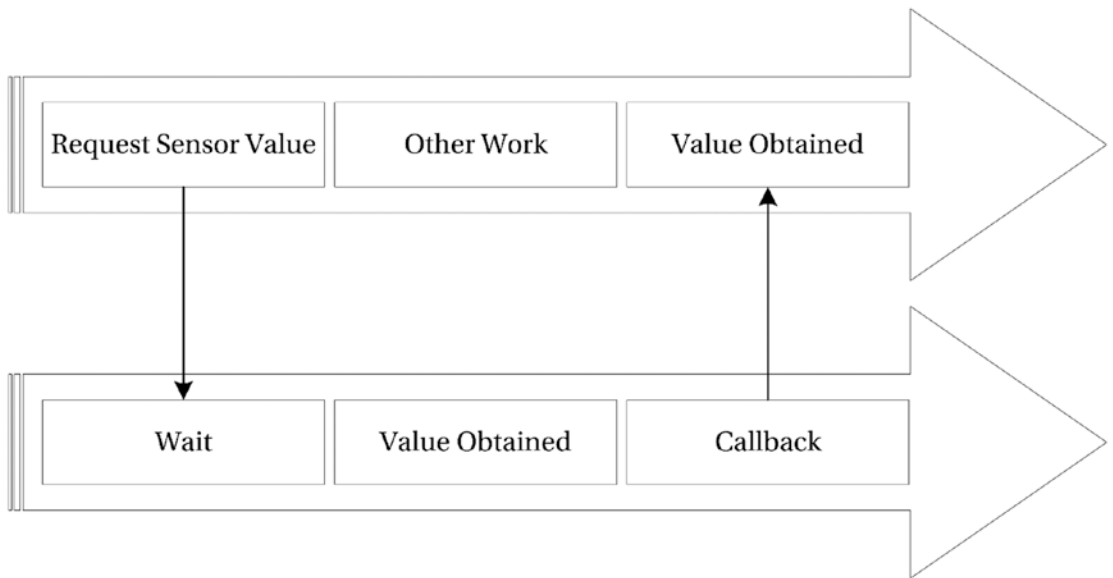 Request Sensor Value
Other Work
Value Obtained
Wait
Value Obtained
Callback